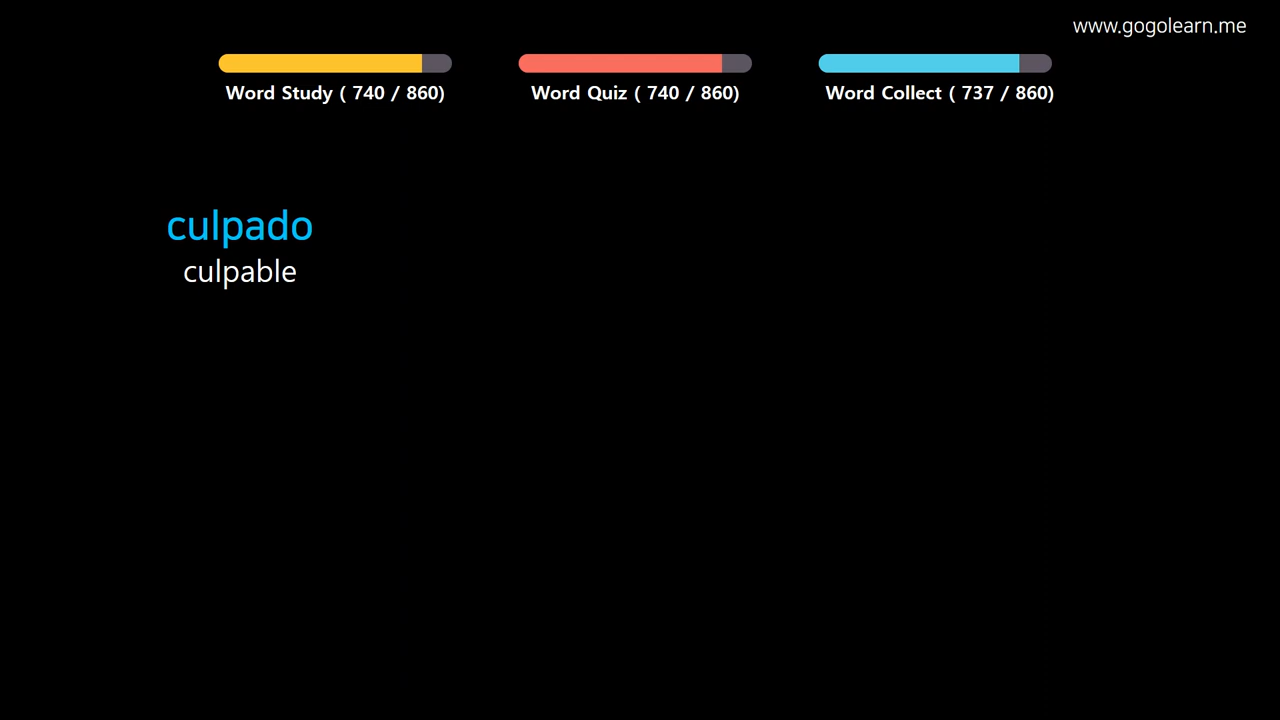 www.gogolearn.me
Word Study ( 740 / 860)
Word Quiz ( 740 / 860)
Word Collect ( 737 / 860)
culpado
culpable